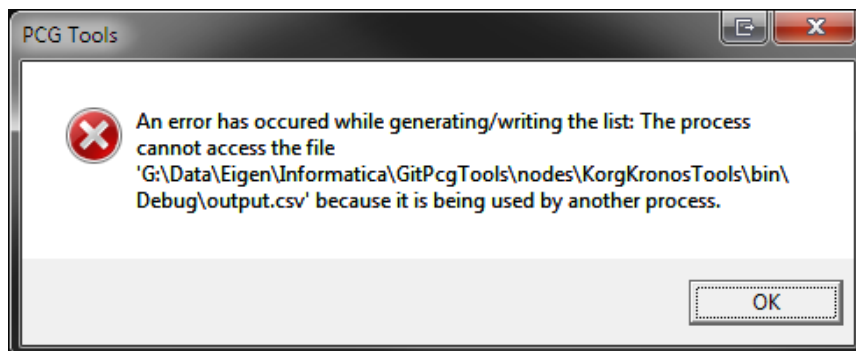 PCG Tools
An error has occured while generating/writing the list: The process
cannot access the file
'G:\Data\Eigen\Informatica\GitPcgTools\nodes\KorgKronosTools\bin\
Debug\output.csv' because it is being used by another process.
OK